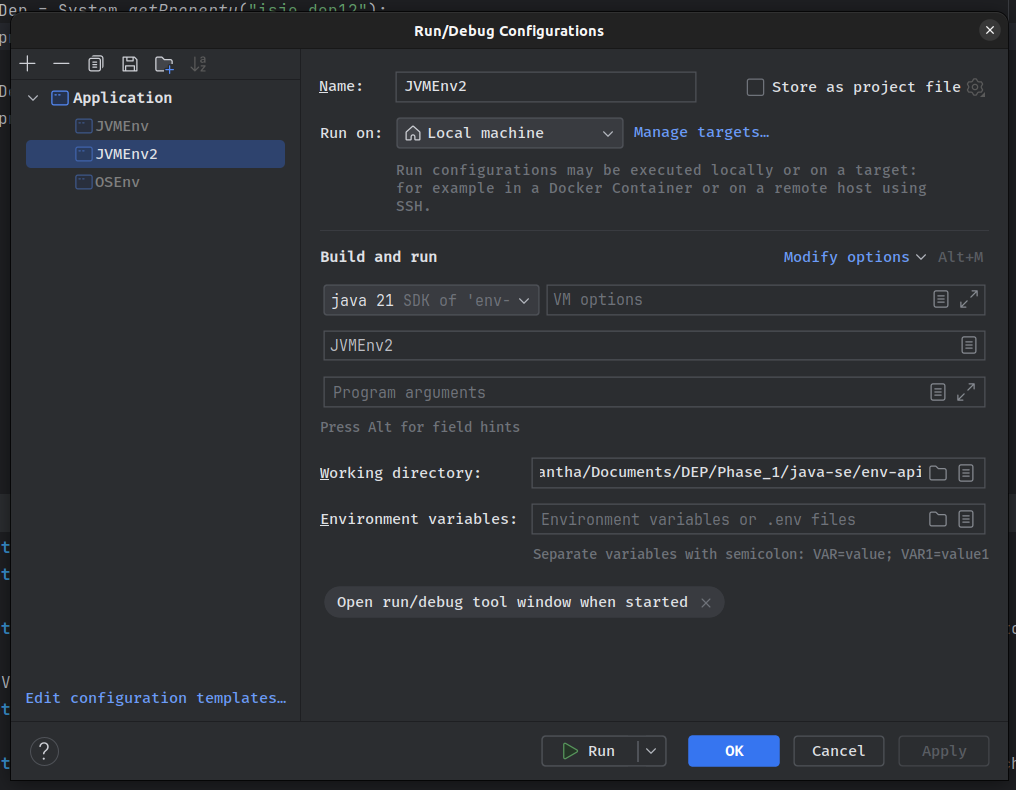 Dep = System.getProperty("jsjo.dep12");
Run/Debug Configurations
Application
JVMEnv
JVMEnv2
OSEnv
Name: JVMEnv2 Store as project file
Run on: Local machine Manage targets…
Run configurations may be executed locally or on a target:
for example in a Docker Container or on a remote host using
SSH.
Build and run Modify options Alt+M
java 21 SDK of 'env- VM options
JVMEnv2
Program arguments
Press Alt for field hints
Working directory: antha/Documents/DEP/Phase_1/java-se/env-api
Environment variables: Environment variables or .env files
Separate variables with semicolon: VAR=value; VAR1=value1
Open run/debug tool window when started
Edit configuration templates…
? Run OK Cancel Apply